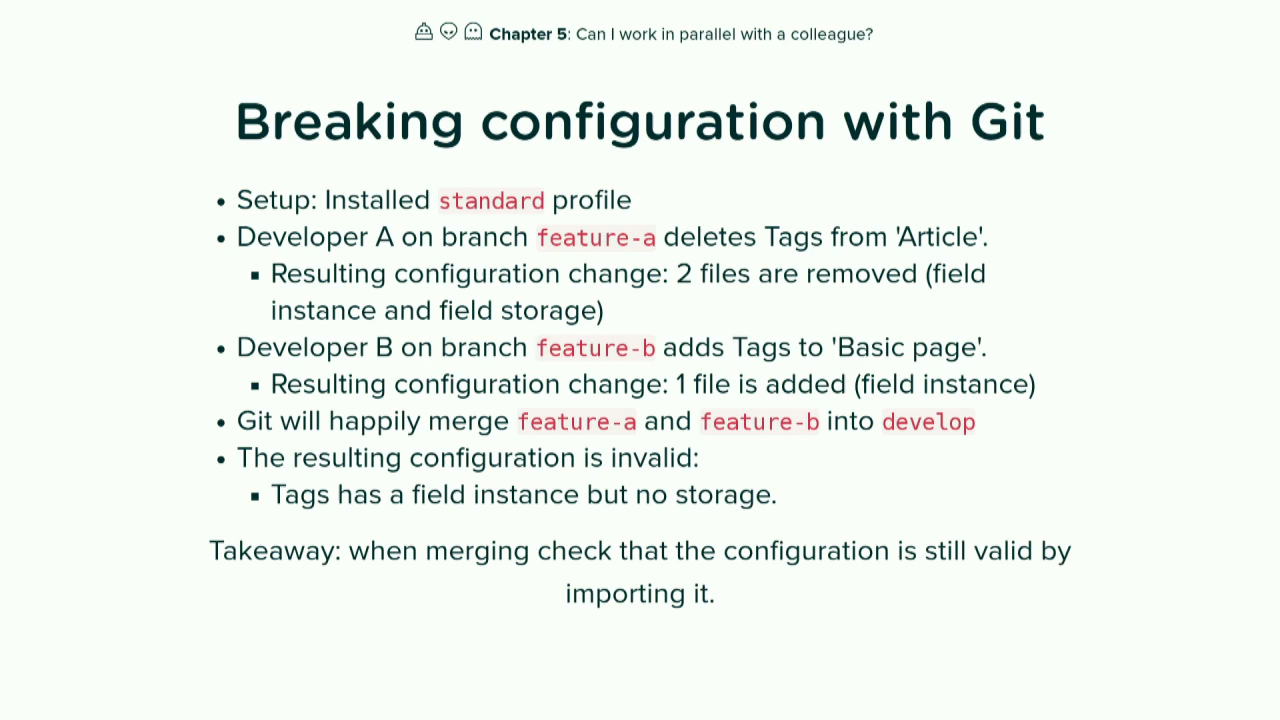 Chapter 5: Can I work in parallel with a colleague?
Breaking configuration with Git
• Setup: Installed standard profile
• Developer A on branch feature-a deletes Tags from 'Article'.
▪ Resulting configuration change: 2 files are removed (field
instance and field storage)
• Developer B on branch feature-b adds Tags to 'Basic page'.
▪ Resulting configuration change: 1 file is added (field instance)
• Git will happily merge feature-a and feature-b into develop
• The resulting configuration is invalid:
▪ Tags has a field instance but no storage.
Takeaway: when merging check that the configuration is still valid by
importing it.